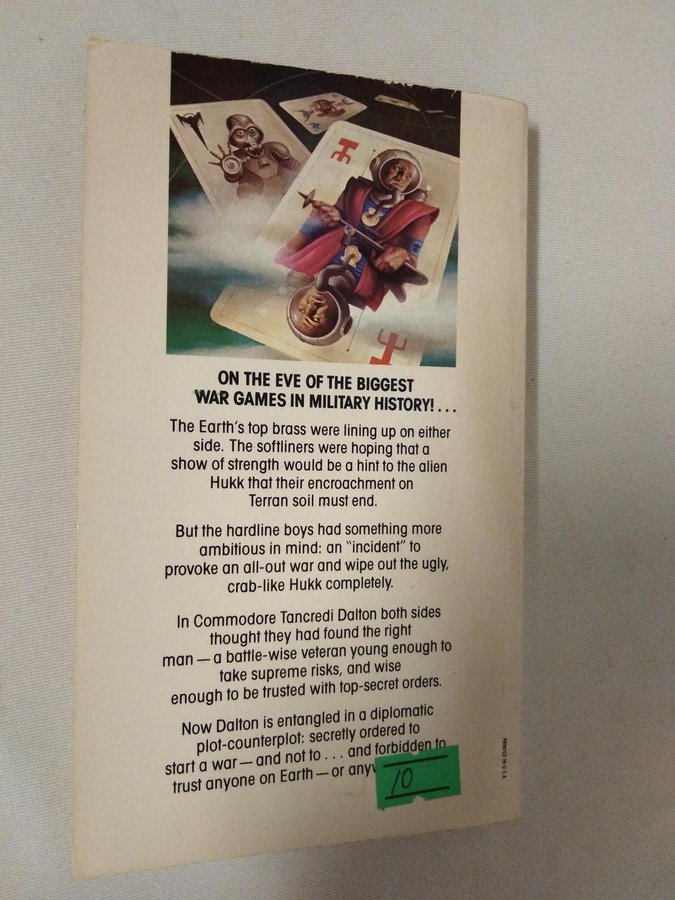 ON THE EVE OF THE BIGGEST
WAR GAMES IN MILITARY HISTORY! . . .
The Earth's top brass were lining up on either
side. The softliners were hoping that a
show of strength would be a hint to the alien
Hukk that their encroachment on
Terran soil must end.
But the hardline boys had something more
ambitious in mind: an "incident" to
provoke an all-out war and wipe out the ugly,
crab-like Hukk completely.
In Commodore Tancredi Dalton both sides
thought they had found the right
man — a battle-wise veteran young enough to
take supreme risks, and wise
enough to be trusted with top-secret orders.
Now Dalton is entangled in a diplomatic
plot-counterplot: secretly ordered to
start a war — and not to . . . and forbidden to
trust anyone on Earth — or
10
PRINTED IN U.S.A.